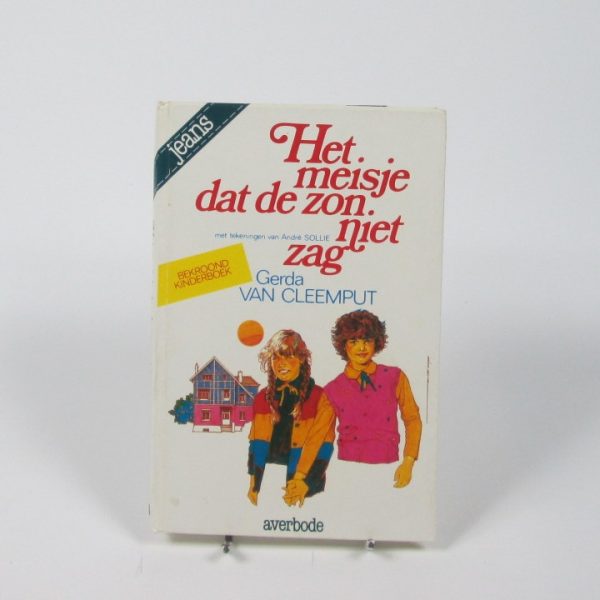 jeans
Het
meisje
dat de zon
niet
zag
met tekeningen van André SOLLIE
BEKROOND
KINDERBOEK
Gerda
VAN CLEEMPUT
averbode